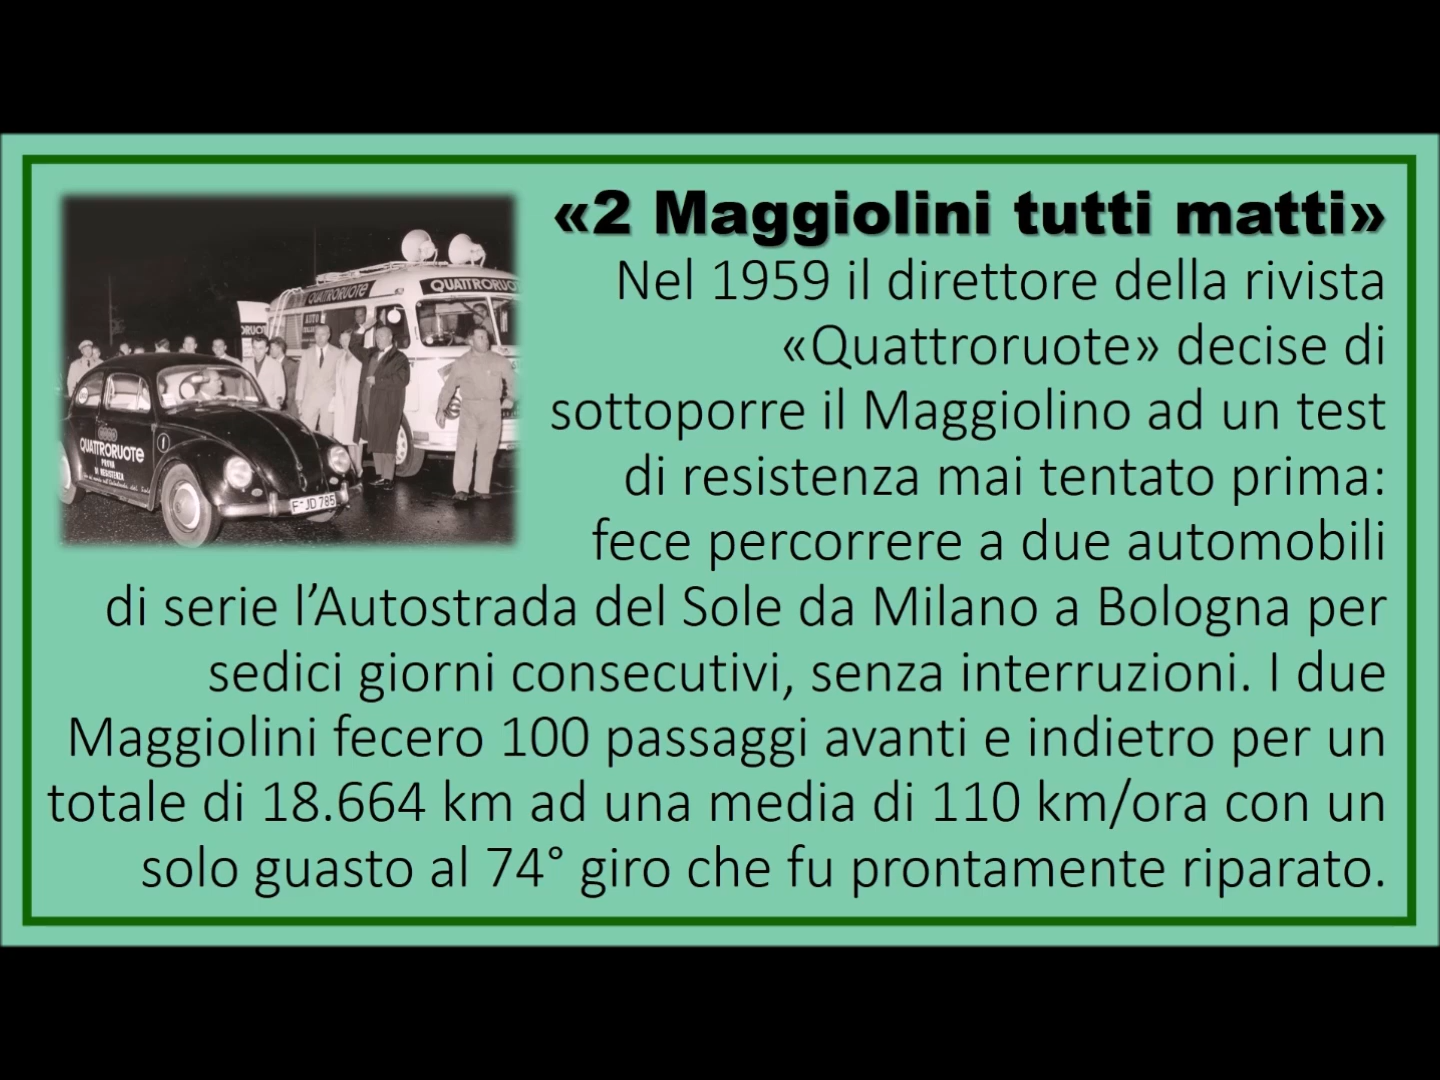 «2 Maggiolini tutti matti»
Nel 1959 il direttore della rivista
«Quattroruote» decise di
sottoporre il Maggiolino ad un test
di resistenza mai tentato prima:
fece percorrere a due automobili
di serie l’Autostrada del Sole da Milano a Bologna per
sedici giorni consecutivi, senza interruzioni. I due
Maggiolini fecero 100 passaggi avanti e indietro per un
totale di 18.664 km ad una media di 110 km/ora con un
solo guasto al 74° giro che fu prontamente riparato.
QUATTRORUOTE
QUATTRORUO
AUTO
QUATTRORUOTE
PROVA
DI RESISTENZA
1
F-JD 785